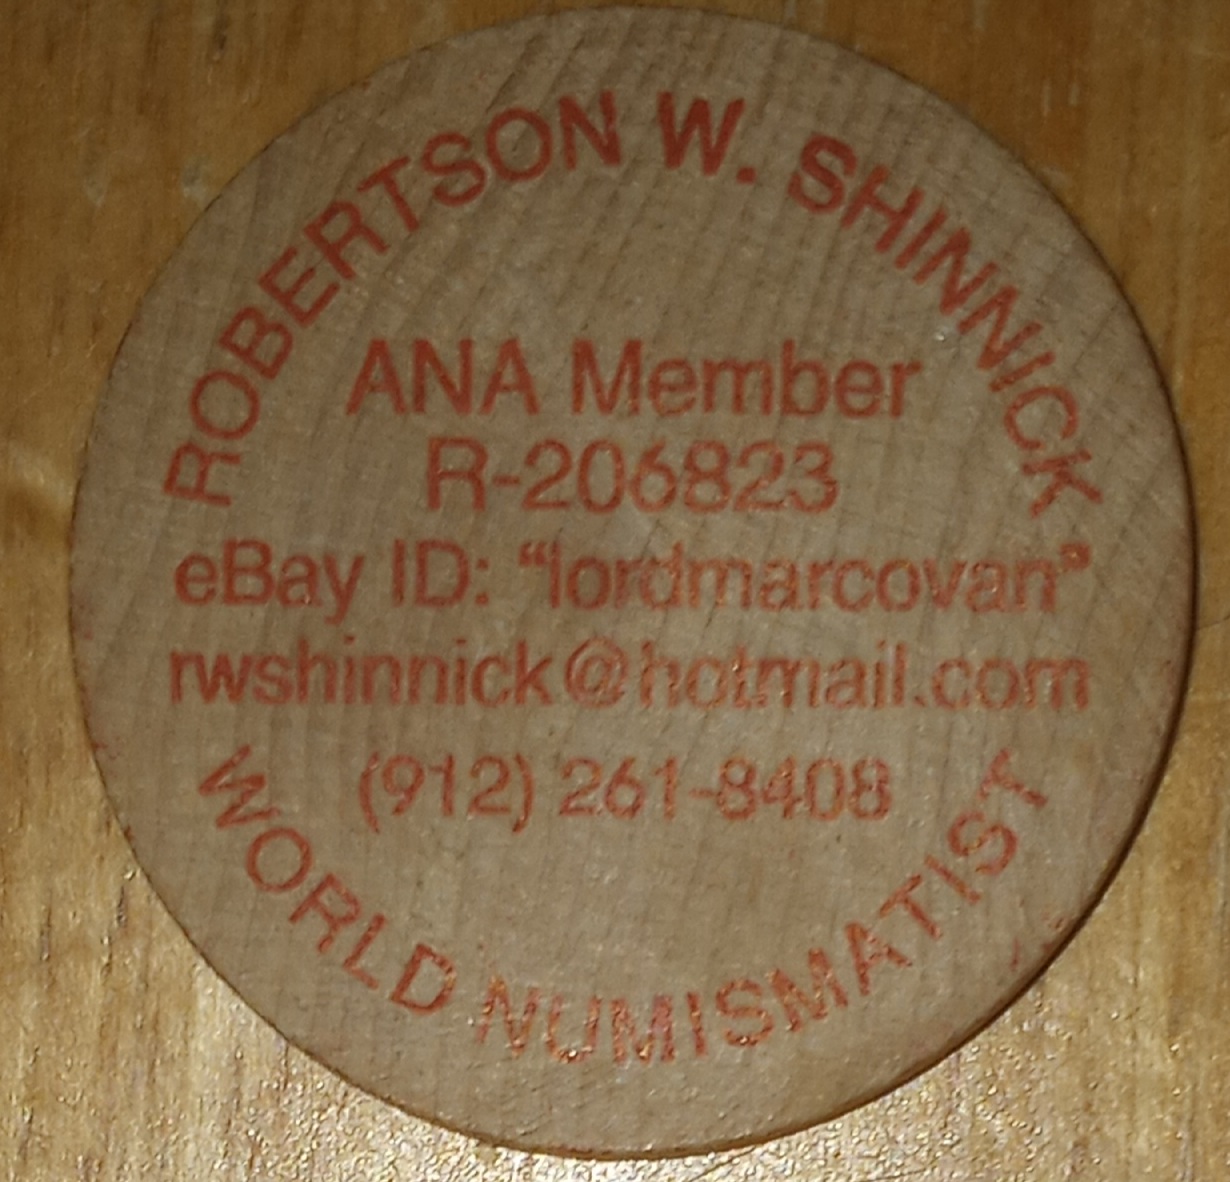 ROBERTSON W. SHINNICK
ANA Member
R-206823
eBay ID: “lordmarcovan”
rwshinnick@hotmail.com
(912) 261-8408
WORLD NUMISMATIST